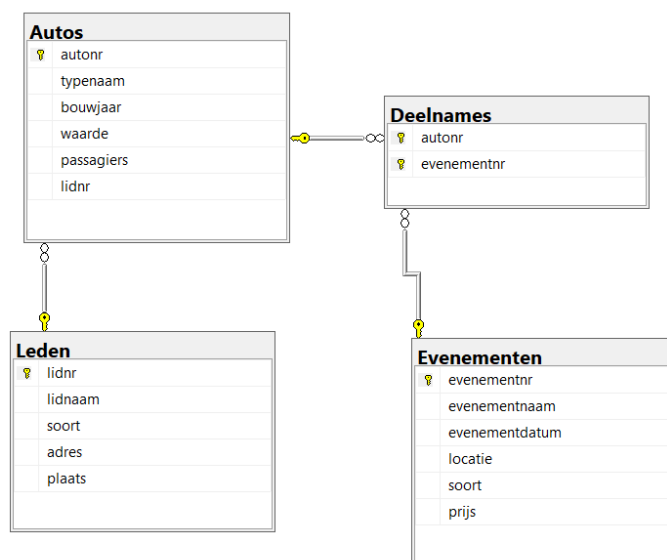 Autos
autonr
typenaam
bouwjaar
waarde
passagiers
lidnr
Deelnames
autonr
evenementnr
Leden
lidnr
lidnaam
soort
adres
plaats
Evenementen
evenementnr
evenementnaam
evenementdatum
locatie
soort
prijs